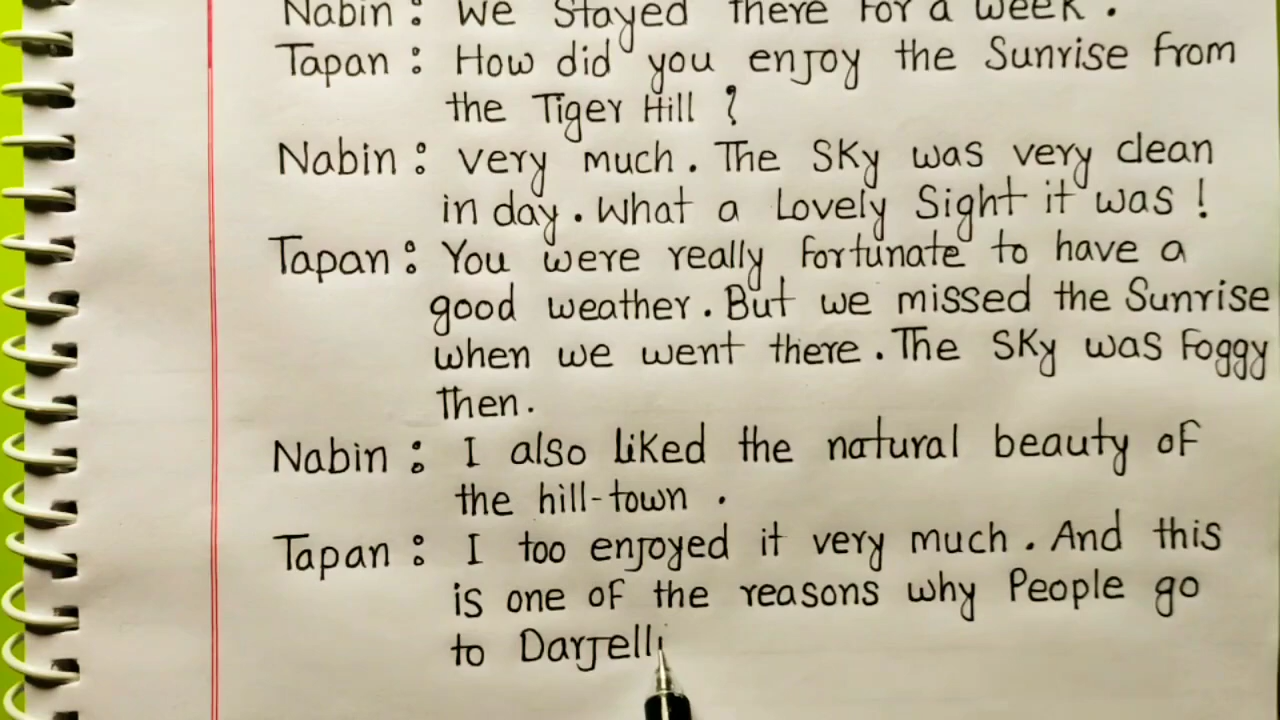 Nabin : We Stayed there for a week.
Tapan : How did you enjoy the Sunrise from
the Tiger Hill ?
Nabin : very much. The Sky was very clean
in day. What a Lovely Sight it was !
Tapan : You were really fortunate to have a
good weather. But we missed the Sunrise
when we went there. The Sky was Foggy
then.
Nabin : I also liked the natural beauty of
the hill-town .
Tapan : I too enjoyed it very much. And this
is one of the reasons why People go
to Darjelli